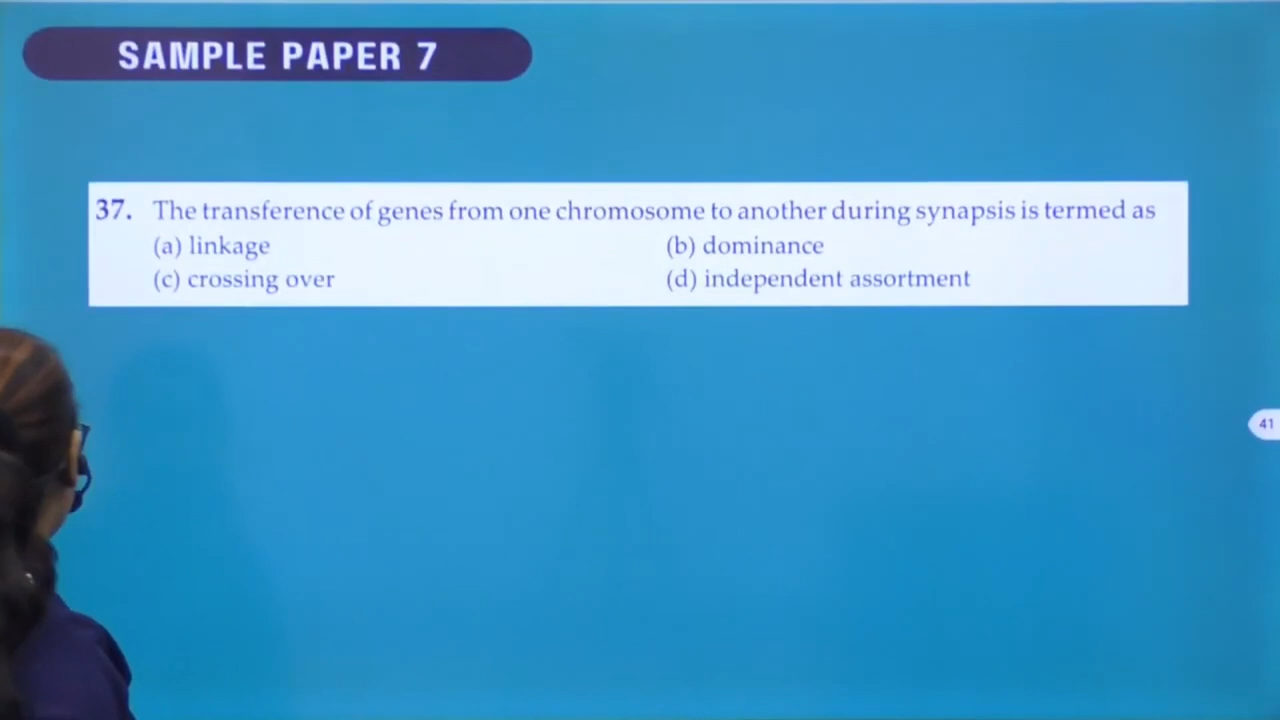 SAMPLE PAPER 7
37. The transference of genes from one chromosome to another during synapsis is termed as
(a) linkage (b) dominance
(c) crossing over (d) independent assortment
41